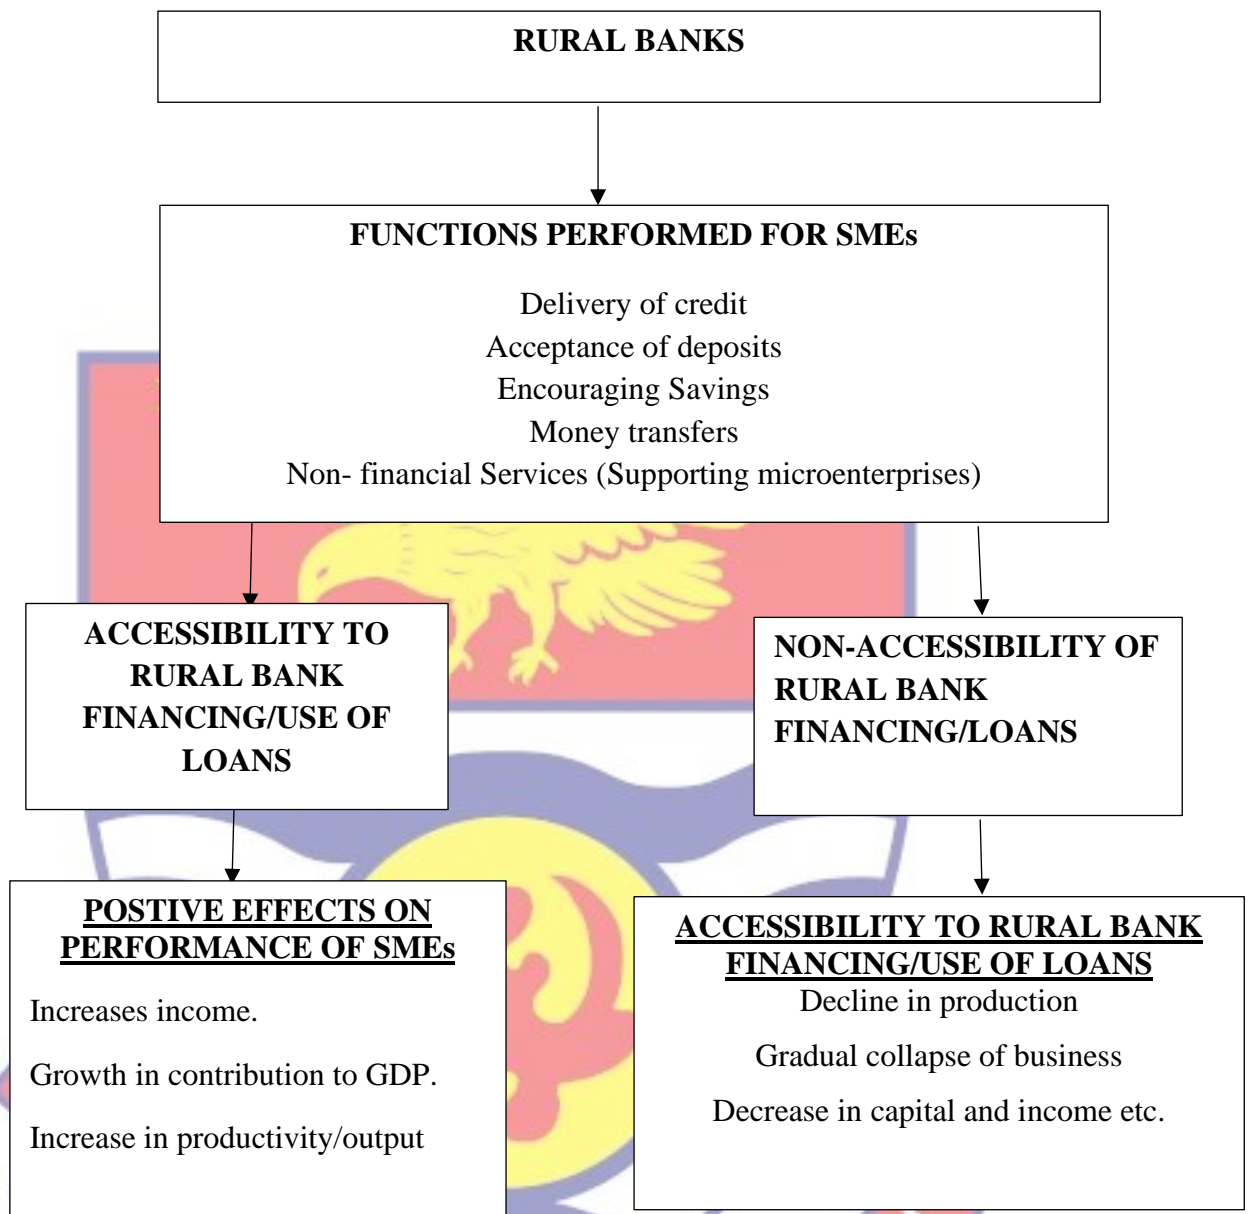 RURAL BANKS
FUNCTIONS PERFORMED FOR SMEs
Delivery of credit
Acceptance of deposits
Encouraging Savings
Money transfers
Non- financial Services (Supporting microenterprises)
ACCESSIBILITY TO
RURAL BANK
FINANCING/USE OF
LOANS
NON-ACCESSIBILITY OF
RURAL BANK
FINANCING/LOANS
POSTIVE EFFECTS ON
PERFORMANCE OF SMEs
Increases income.
Growth in contribution to GDP.
Increase in productivity/output
ACCESSIBILITY TO RURAL BANK
FINANCING/USE OF LOANS
Decline in production
Gradual collapse of business
Decrease in capital and income etc.